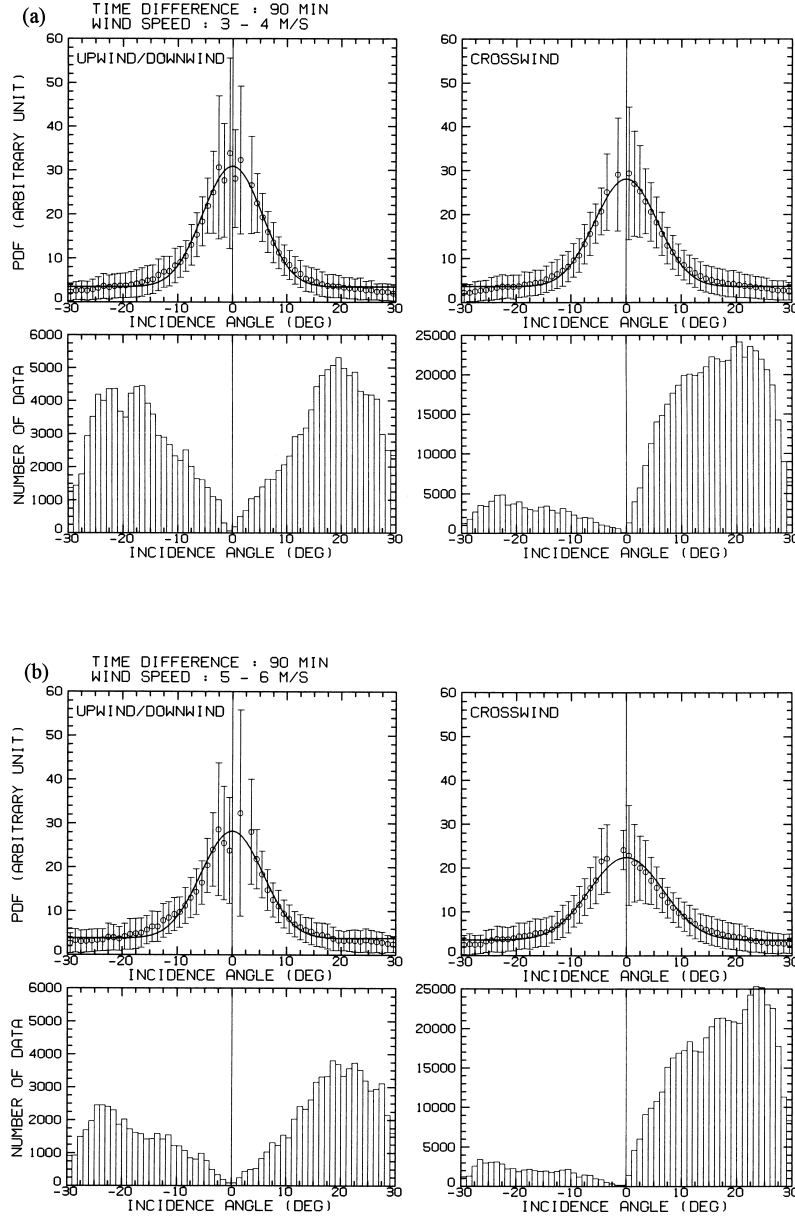 (a)
TIME DIFFERENCE : 90 MIN
WIND SPEED : 3 - 4 M/S
UPWIND/DOWNWIND
PDF (ARBITRARY UNIT)
60
50
40
30
20
10
0
-30 -20 -10 0 10 20 30
INCIDENCE ANGLE (DEG)
CROSSWIND
60
50
40
30
20
10
0
-30 -20 -10 0 10 20 30
INCIDENCE ANGLE (DEG)
NUMBER OF DATA
6000
5000
4000
3000
2000
1000
0
-30 -20 -10 0 10 20 30
INCIDENCE ANGLE (DEG)
25000
20000
15000
10000
5000
0
-30 -20 -10 0 10 20 30
INCIDENCE ANGLE (DEG)
(b)
TIME DIFFERENCE : 90 MIN
WIND SPEED : 5 - 6 M/S
UPWIND/DOWNWIND
PDF (ARBITRARY UNIT)
60
50
40
30
20
10
0
-30 -20 -10 0 10 20 30
INCIDENCE ANGLE (DEG)
CROSSWIND
60
50
40
30
20
10
0
-30 -20 -10 0 10 20 30
INCIDENCE ANGLE (DEG)
NUMBER OF DATA
6000
5000
4000
3000
2000
1000
0
-30 -20 -10 0 10 20 30
INCIDENCE ANGLE (DEG)
25000
20000
15000
10000
5000
0
-30 -20 -10 0 10 20 30
INCIDENCE ANGLE (DEG)